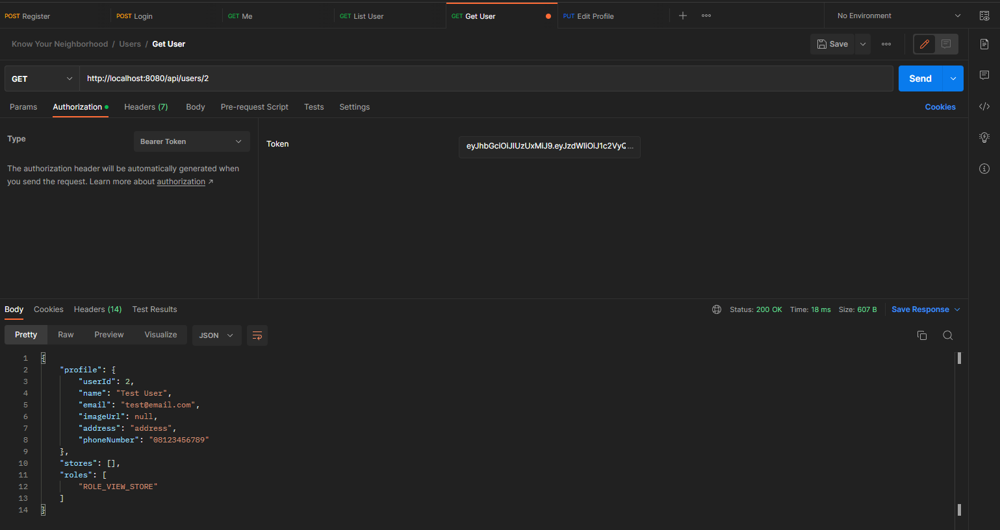 POST Register
POST Login
GET Me
GET List User
GET Get User
PUT Edit Profile
No Environment
Know Your Neighborhood / Users / Get User
Save
GET
http://localhost:8080/api/users/2
Send
Params
Authorization
Headers (7)
Body
Pre-request Script
Tests
Settings
Cookies
Type
Bearer Token
The authorization header will be automatically generated when
you send the request. Learn more about authorization ↗
Token
eyJhbGciOiJIUzUxMiJ9.eyJzdWIiOiJ1c2VyQ...
Body
Cookies
Headers (14)
Test Results
Status: 200 OK
Time: 18 ms
Size: 607 B
Save Response
Pretty
Raw
Preview
Visualize
JSON
1 {
2 "profile": {
3 "userId": 2,
4 "name": "Test User",
5 "email": "test@email.com",
6 "imageUrl": null,
7 "address": "address",
8 "phoneNumber": "08123456789"
9 },
10 "stores": [],
11 "roles": [
12 "ROLE_VIEW_STORE"
13 ]
14 }